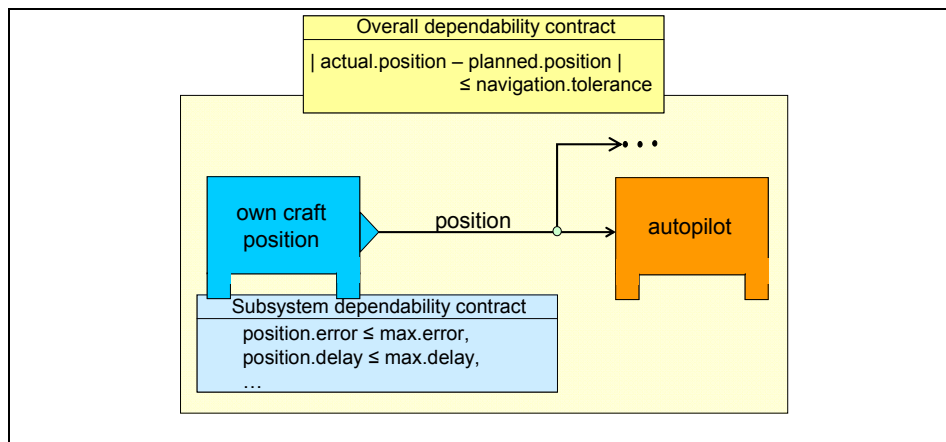 Overall dependability contract
| actual.position – planned.position |
≤ navigation.tolerance
• • •
own craft
position
position
autopilot
Subsystem dependability contract
position.error ≤ max.error,
position.delay ≤ max.delay,
…